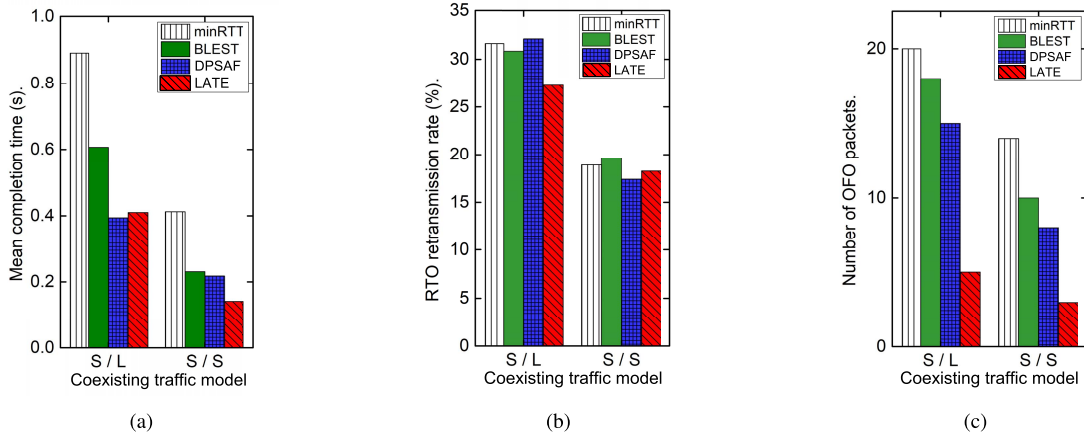 1.0
0.8
0.6
0.4
0.2
0.0
Mean completion time (s).
minRTT
BLEST
DPSAF
LATE
S / L
S / S
Coexisting traffic model
(a)
35
30
25
20
15
10
5
0
RTO retransmission rate (%).
minRTT
BLEST
DPSAF
LATE
S / L
S / S
Coexisting traffic model
(b)
20
10
0
Number of OFO packets.
minRTT
BLEST
DPSAF
LATE
S / L
S / S
Coexisting traffic model
(c)